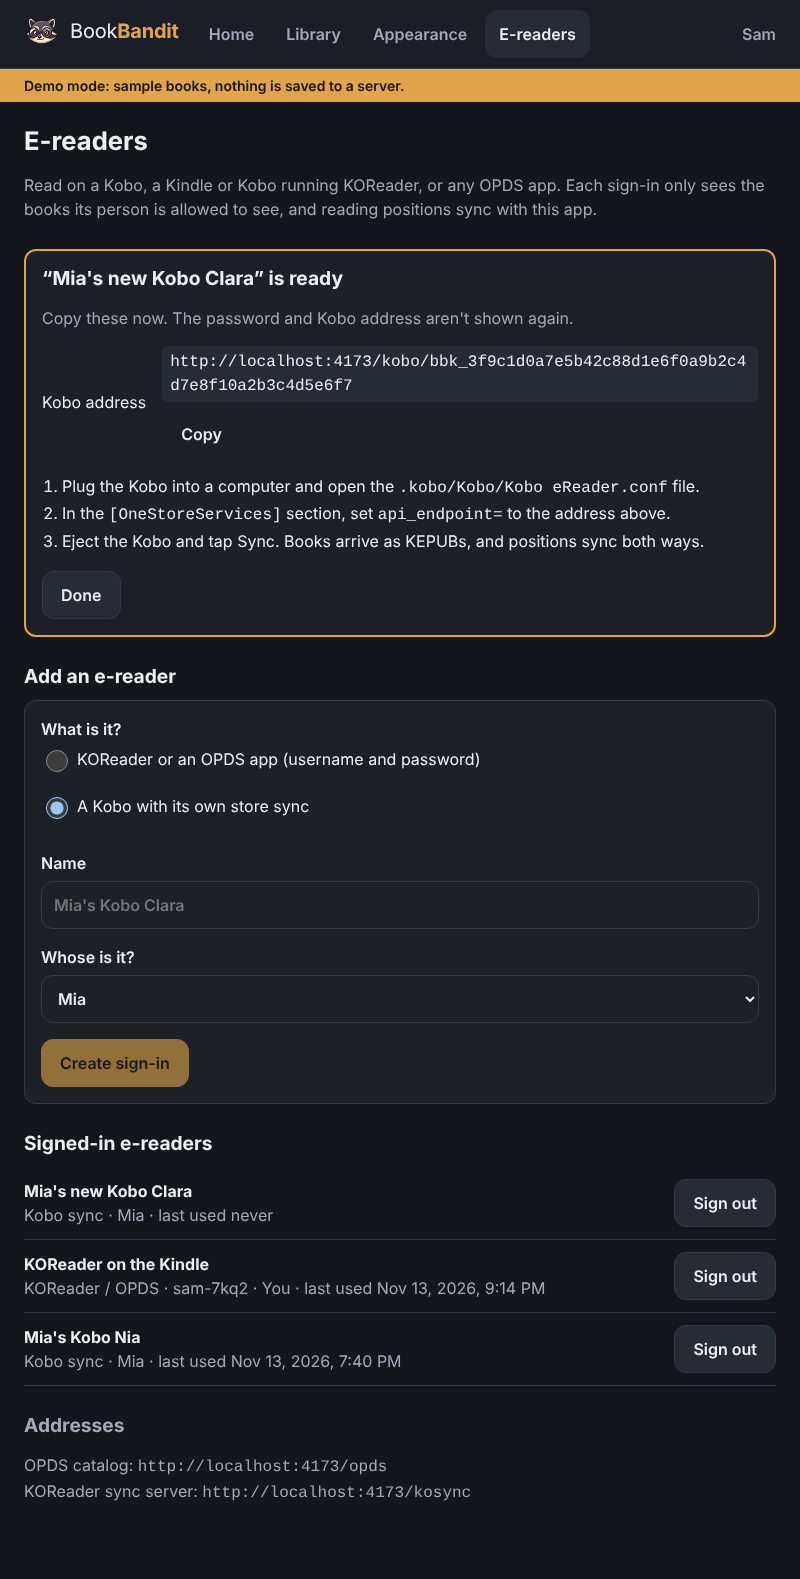 BookBandit Home Library Appearance E-readers Sam
Demo mode: sample books, nothing is saved to a server.
E-readers
Read on a Kobo, a Kindle or Kobo running KOReader, or any OPDS app. Each sign-in only sees the
books its person is allowed to see, and reading positions sync with this app.
“Mia's new Kobo Clara” is ready
Copy these now. The password and Kobo address aren't shown again.
Kobo address
http://localhost:4173/kobo/bbk_3f9c1d0a7e5b42c88d1e6f0a9b2c4
d7e8f10a2b3c4d5e6f7
Copy
1. Plug the Kobo into a computer and open the .kobo/Kobo/Kobo eReader.conf file.
2. In the [OneStoreServices] section, set api_endpoint= to the address above.
3. Eject the Kobo and tap Sync. Books arrive as KEPUBs, and positions sync both ways.
Done
Add an e-reader
What is it?
KOReader or an OPDS app (username and password)
A Kobo with its own store sync
Name
Mia's Kobo Clara
Whose is it?
Mia
Create sign-in
Signed-in e-readers
Mia's new Kobo Clara
Kobo sync · Mia · last used never
Sign out
KOReader on the Kindle
KOReader / OPDS · sam-7kq2 · You · last used Nov 13, 2026, 9:14 PM
Sign out
Mia's Kobo Nia
Kobo sync · Mia · last used Nov 13, 2026, 7:40 PM
Sign out
Addresses
OPDS catalog: http://localhost:4173/opds
KOReader sync server: http://localhost:4173/kosync